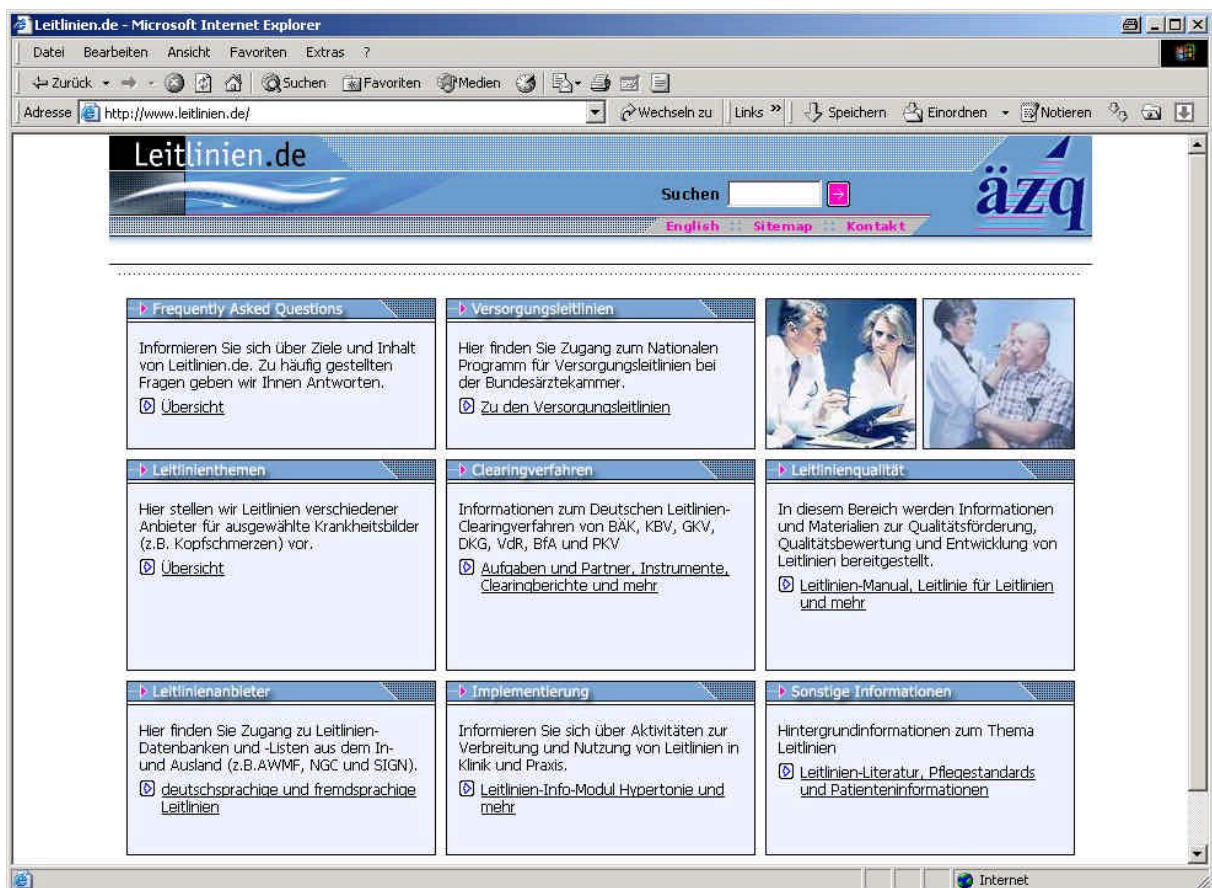 Leitlinien.de - Microsoft Internet Explorer
Datei Bearbeiten Ansicht Favoriten Extras ?
Zurück Suchen Favoriten Medien
Adresse http://www.leitlinien.de/ Wechseln zu Links » Speichern Einordnen Notieren
Leitlinien.de
äzq
Suchen
English :: Sitemap :: Kontakt
Frequently Asked Questions
Informieren Sie sich über Ziele und Inhalt
von Leitlinien.de. Zu häufig gestellten
Fragen geben wir Ihnen Antworten.
Übersicht
Versorgungsleitlinien
Hier finden Sie Zugang zum Nationalen
Programm für Versorgungsleitlinien bei
der Bundesärztekammer.
Zu den Versorgungsleitlinien
Leitlinienthemen
Hier stellen wir Leitlinien verschiedener
Anbieter für ausgewählte Krankheitsbilder
(z.B. Kopfschmerzen) vor.
Übersicht
Clearingverfahren
Informationen zum Deutschen Leitlinien-
Clearingverfahren von BÄK, KBV, GKV,
DKG, VdR, BfA und PKV
Aufgaben und Partner, Instrumente,
Clearingberichte und mehr
Leitlinienqualität
In diesem Bereich werden Informationen
und Materialien zur Qualitätsförderung,
Qualitätsbewertung und Entwicklung von
Leitlinien bereitgestellt.
Leitlinien-Manual, Leitlinie für Leitlinien
und mehr
Leitlinienanbieter
Hier finden Sie Zugang zu Leitlinien-
Datenbanken und -Listen aus dem In-
und Ausland (z.B.AWMF, NGC und SIGN).
deutschsprachige und fremdsprachige
Leitlinien
Implementierung
Informieren Sie sich über Aktivitäten zur
Verbreitung und Nutzung von Leitlinien in
Klinik und Praxis.
Leitlinien-Info-Modul Hypertonie und
mehr
Sonstige Informationen
Hintergrundinformationen zum Thema
Leitlinien
Leitlinien-Literatur, Pflegestandards
und Patienteninformationen
Internet